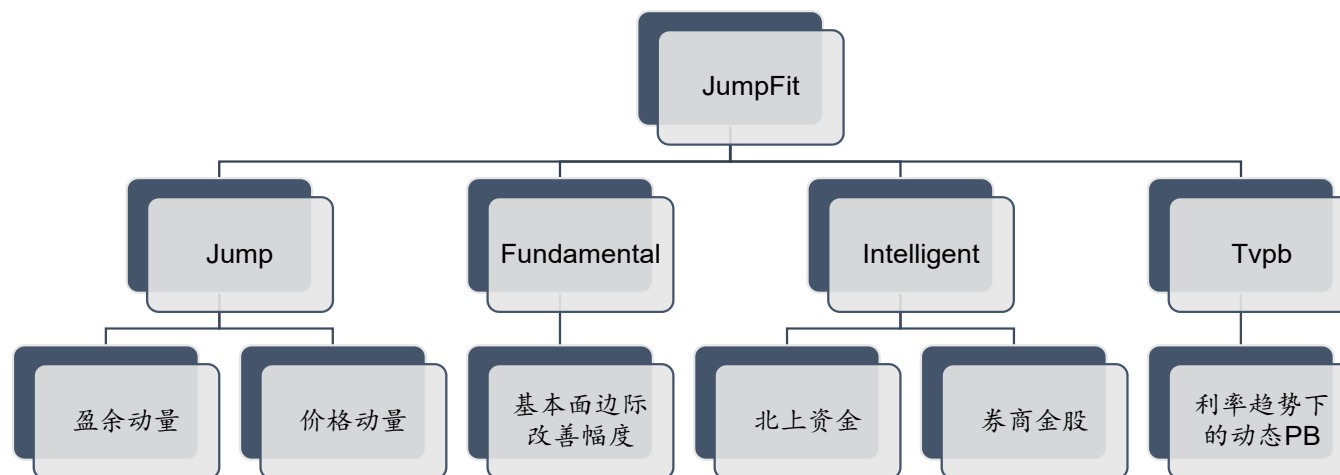 JumpFit
Jump
Fundamental
Intelligent
Tvpb
盈余动量
价格动量
基本面边际
改善幅度
北上资金
券商金股
利率趋势下
的动态PB